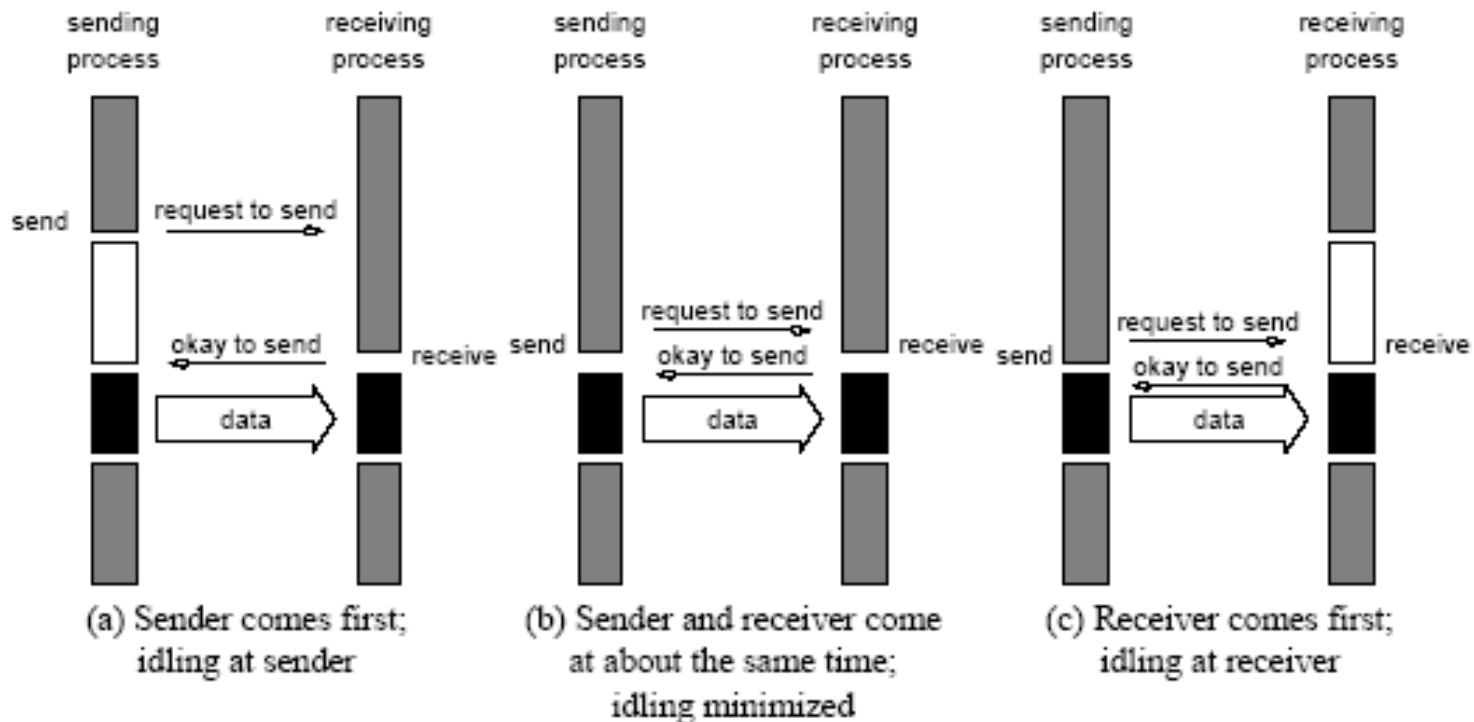 sending
process
receiving
process
send
request to send
okay to send
receive
data
(a) Sender comes first;
idling at sender
sending
process
receiving
process
request to send
send
okay to send
receive
data
(b) Sender and receiver come
at about the same time;
idling minimized
sending
process
receiving
process
request to send
send
okay to send
receive
data
(c) Receiver comes first;
idling at receiver